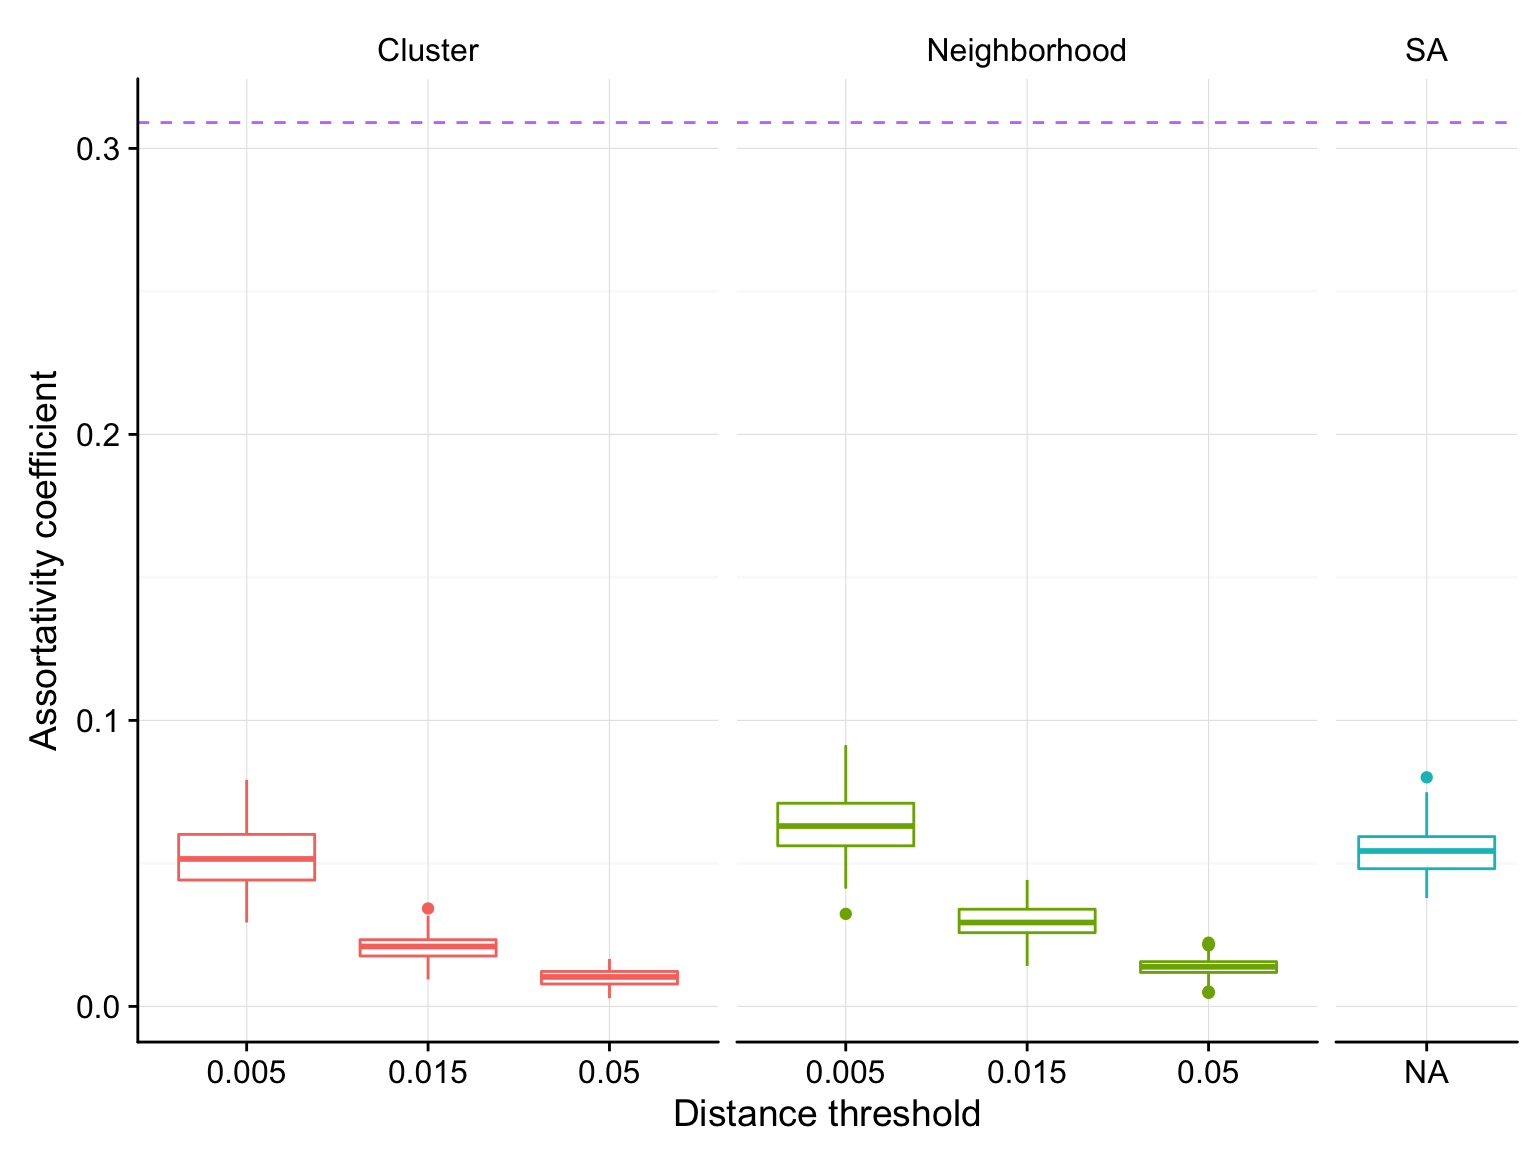 Cluster Neighborhood SA
Assortativity coefficient
0.3
0.2
0.1
0.0
0.005 0.015 0.05 0.005 0.015 0.05 NA
Distance threshold